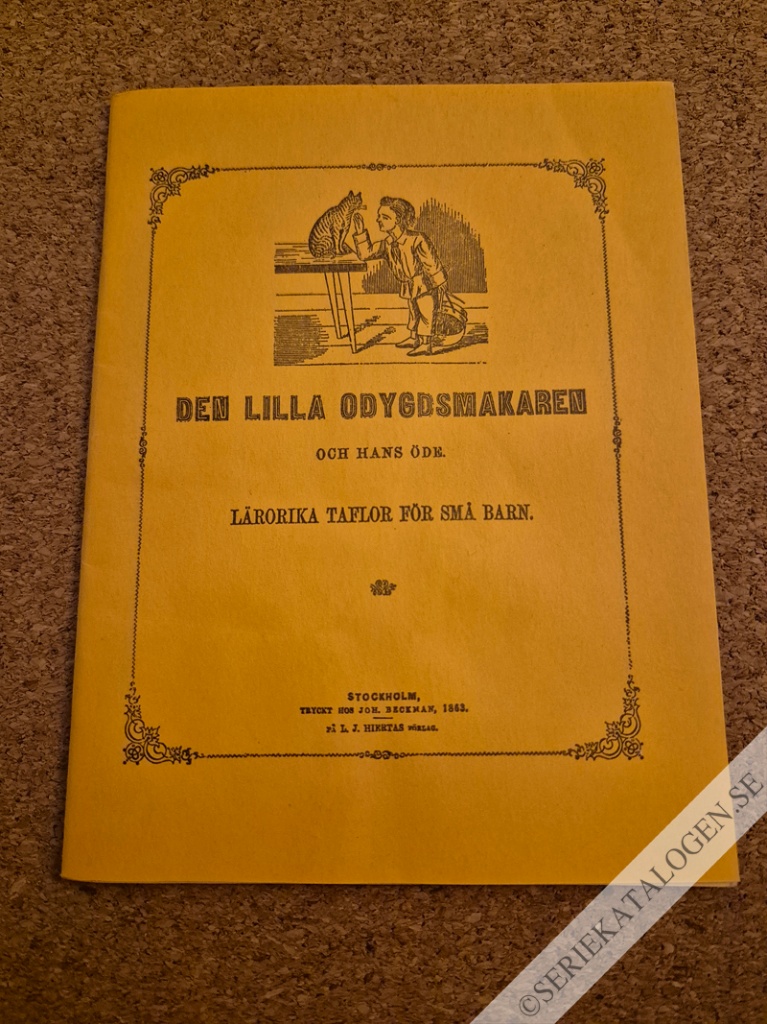 DEN LILLA ODYGDSMAKAREN
OCH HANS ÖDE.
LÄRORIKA TAFLOR FÖR SMÅ BARN.
STOCKHOLM,
TRYCKT HOS JOH. BECKMAN, 1863.
PÅ L. J. HIERTAS FÖRLAG.
©SERIEKATALOGEN.SE